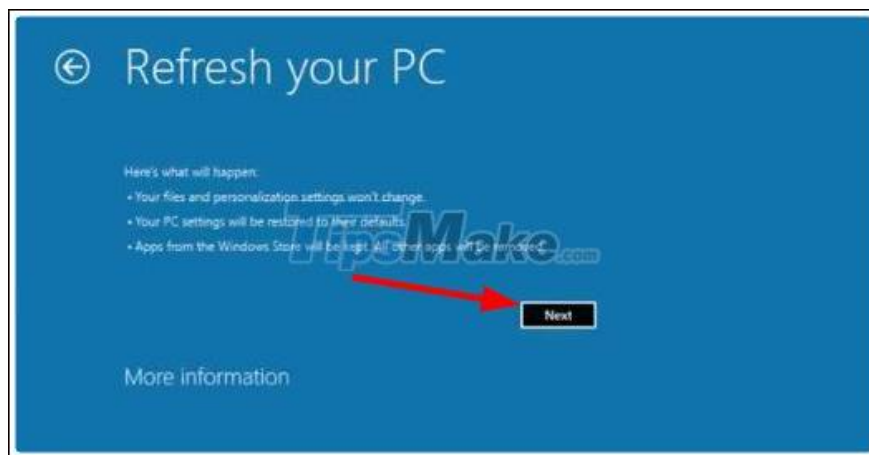 Refresh your PC
Here's what will happen:
• Your files and personalization settings won't change.
• Your PC settings will be restored to their defaults.
• Apps from the Windows Store will be kept. All other apps will be removed.
TipsMake.com
Next
More information